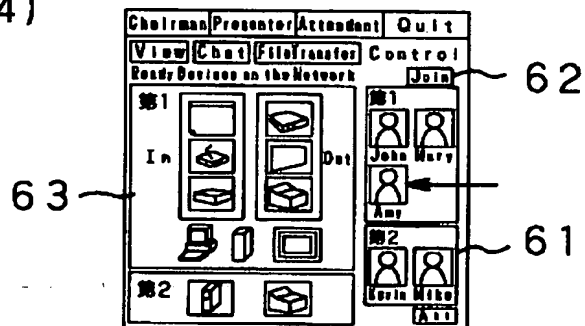 4)
Chairman Presenter Attendant Quit
View Chat FileTransfer Control
Ready Devices on the Network
Join
62
第1
第1
In
Out
John Mary
63
Amy
61
第2
第2
Kevin Mike